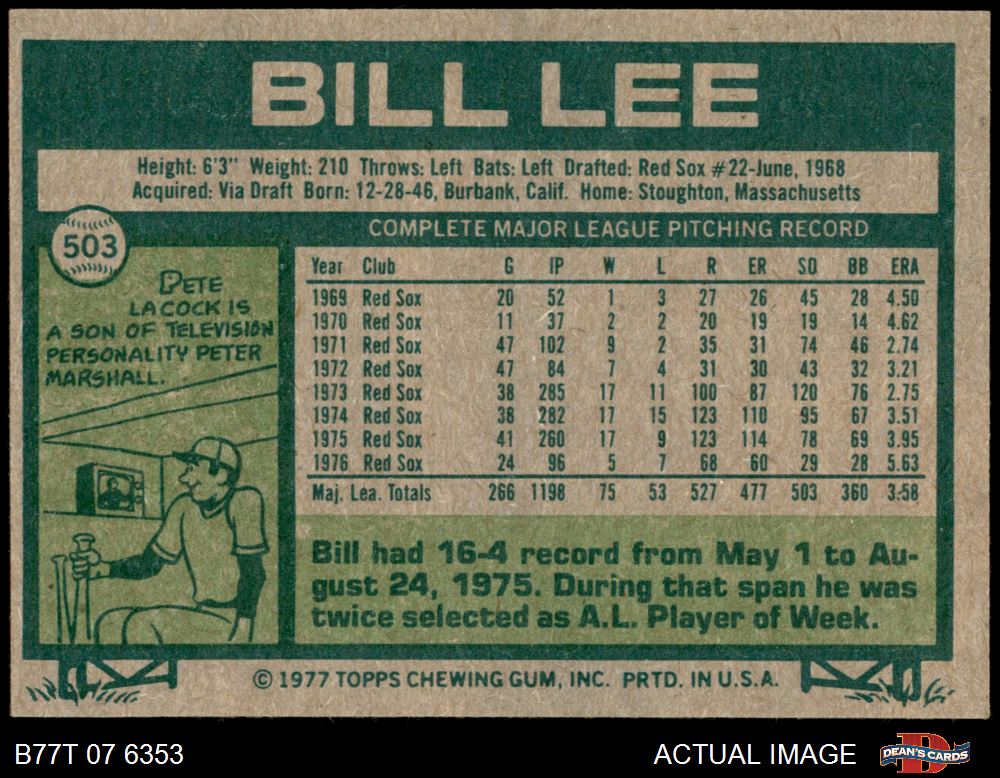 BILL LEE
Height: 6'3" Weight: 210 Throws: Left Bats: Left Drafted: Red Sox #22-June, 1968
Acquired: Via Draft Born: 12-28-46, Burbank, Calif. Home: Stoughton, Massachusetts
503
COMPLETE MAJOR LEAGUE PITCHING RECORD
PETE
LACOCK IS
A SON OF TELEVISION
PERSONALITY PETER
MARSHALL.
Year Club G IP W L R ER SO BB ERA
1969 Red Sox 20 52 1 3 27 26 45 28 4.50
1970 Red Sox 11 37 2 2 20 19 19 14 4.62
1971 Red Sox 47 102 9 2 35 31 74 46 2.74
1972 Red Sox 47 84 7 4 31 30 43 32 3.21
1973 Red Sox 38 285 17 11 100 87 120 76 2.75
1974 Red Sox 38 282 17 15 123 110 95 67 3.51
1975 Red Sox 41 260 17 9 123 114 78 69 3.95
1976 Red Sox 24 96 5 7 68 60 29 28 5.63
Maj. Lea. Totals 266 1198 75 53 527 477 503 360 3.58
Bill had 16-4 record from May 1 to Au-
gust 24, 1975. During that span he was
twice selected as A.L. Player of Week.
© 1977 TOPPS CHEWING GUM, INC. PRTD. IN U.S.A.
B77T 07 6353
ACTUAL IMAGE
DEAN'S CARDS